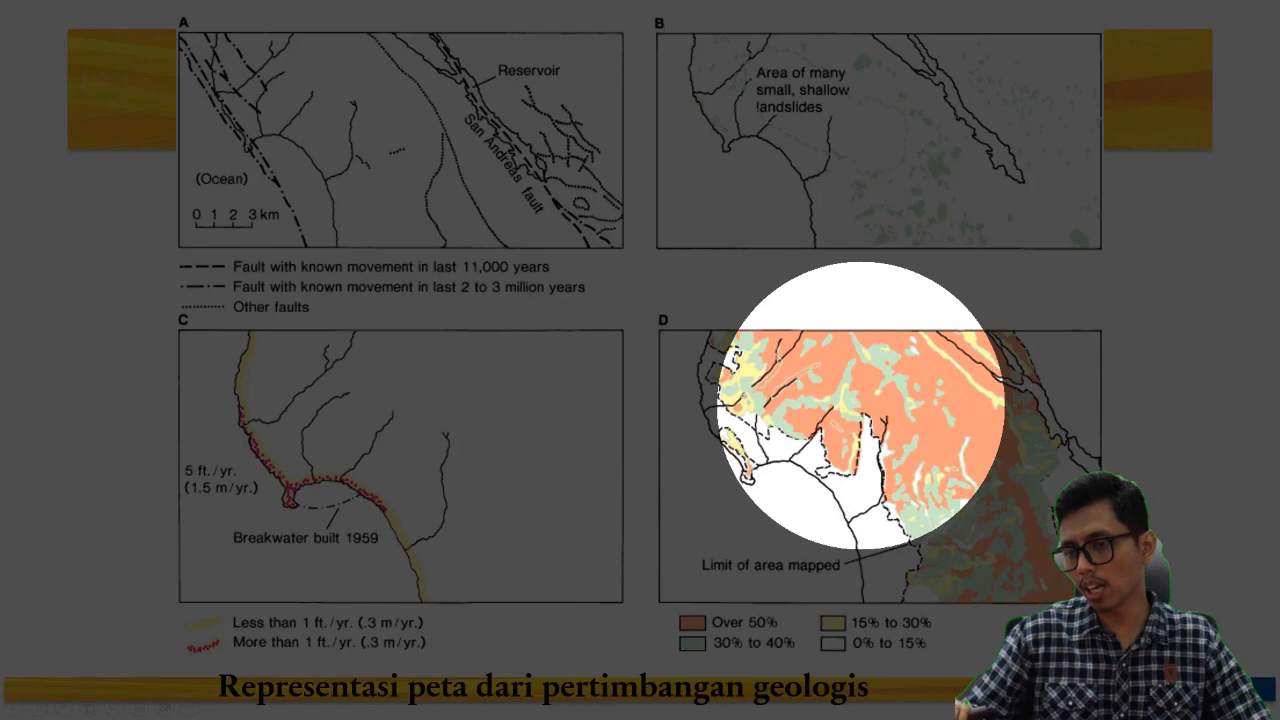 A
Reservoir
San Andreas fault
(Ocean)
0 1 2 3 km
Fault with known movement in last 11,000 years
Fault with known movement in last 2 to 3 million years
Other faults
B
Area of many
small, shallow
landslides
C
5 ft./yr.
(1.5 m/yr.)
Breakwater built 1959
Less than 1 ft./yr. (.3 m/yr.)
More than 1 ft./yr. (.3 m/yr.)
D
Limit of area mapped
Over 50%
15% to 30%
30% to 40%
0% to 15%
Representasi peta dari pertimbangan geologis